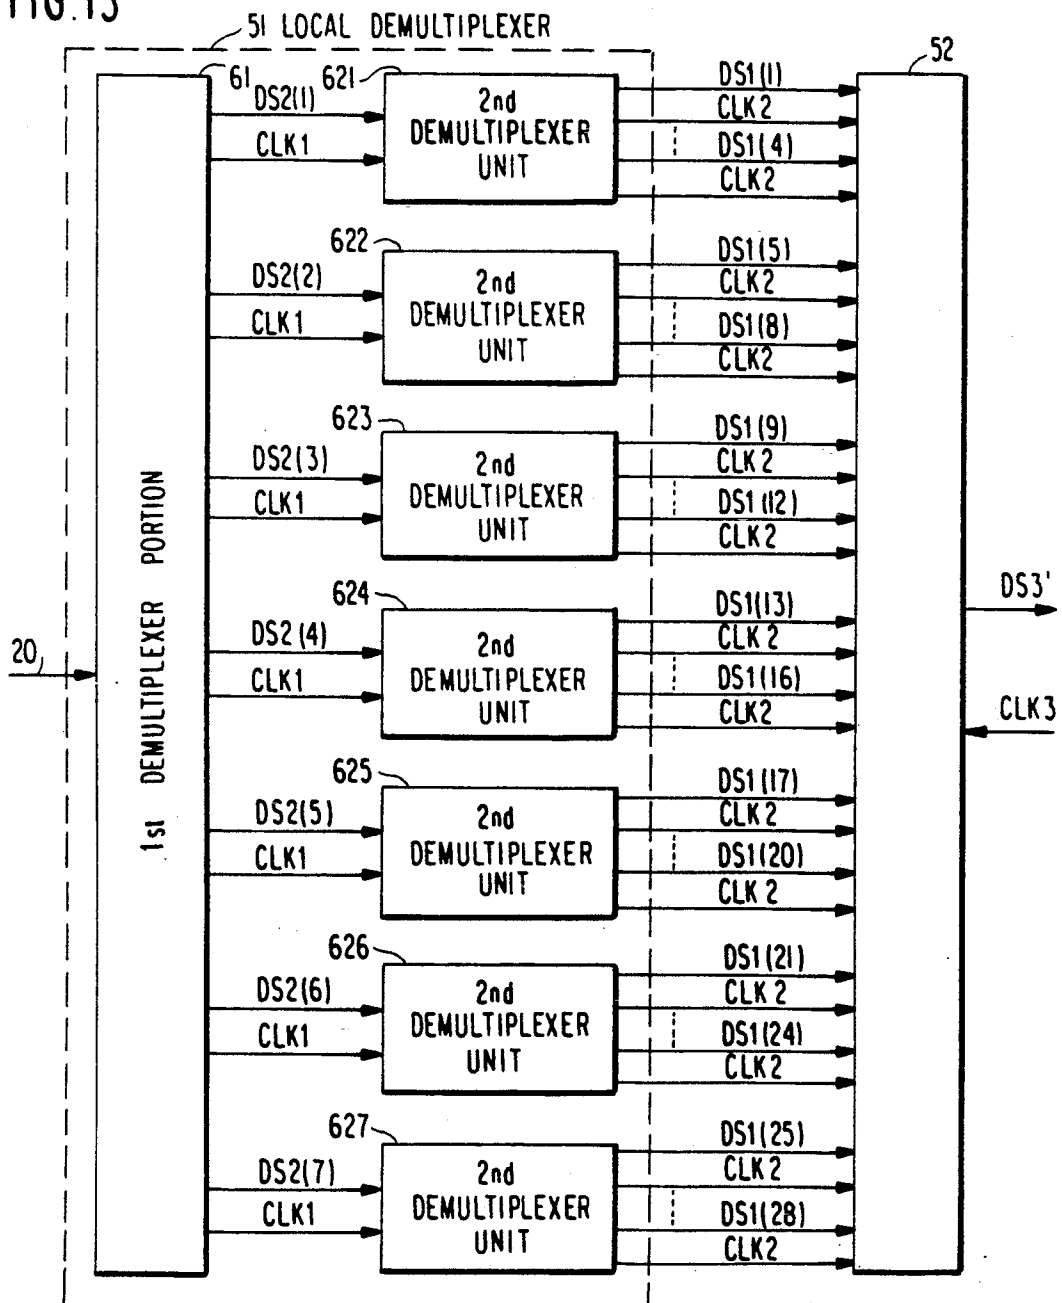 FIG.13
51 LOCAL DEMULTIPLEXER
61
621
52
DS2(1)
CLK1
2nd
DEMULTIPLEXER
UNIT
DS1(1)
CLK2
DS1(4)
CLK2
622
DS2(2)
CLK1
2nd
DEMULTIPLEXER
UNIT
DS1(5)
CLK2
DS1(8)
CLK2
623
DS2(3)
CLK1
2nd
DEMULTIPLEXER
UNIT
DS1(9)
CLK2
DS1(12)
CLK2
1st DEMULTIPLEXER PORTION
20
624
DS2(4)
CLK1
2nd
DEMULTIPLEXER
UNIT
DS1(13)
CLK2
DS1(16)
CLK2
DS3'
CLK3
625
DS2(5)
CLK1
2nd
DEMULTIPLEXER
UNIT
DS1(17)
CLK2
DS1(20)
CLK2
626
DS2(6)
CLK1
2nd
DEMULTIPLEXER
UNIT
DS1(21)
CLK2
DS1(24)
CLK2
627
DS2(7)
CLK1
2nd
DEMULTIPLEXER
UNIT
DS1(25)
CLK2
DS1(28)
CLK2